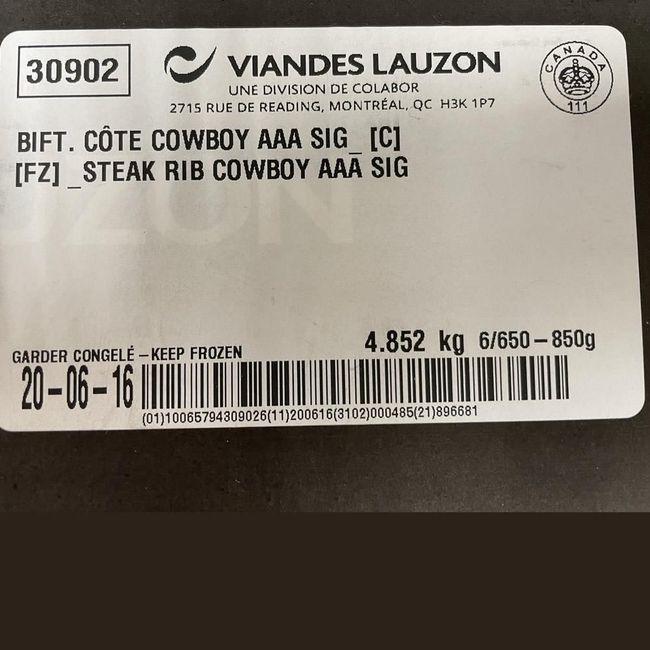 30902
VIANDES LAUZON
UNE DIVISION DE COLABOR
2715 RUE DE READING, MONTRÉAL, QC H3K 1P7
CANADA
111
BIFT. CÔTE COWBOY AAA SIG_ [C]
[FZ] _STEAK RIB COWBOY AAA SIG
4.852 kg 6/650-850g
GARDER CONGELÉ-KEEP FROZEN
20-06-16
(01)10065794309026(11)200616(3102)000485(21)896681